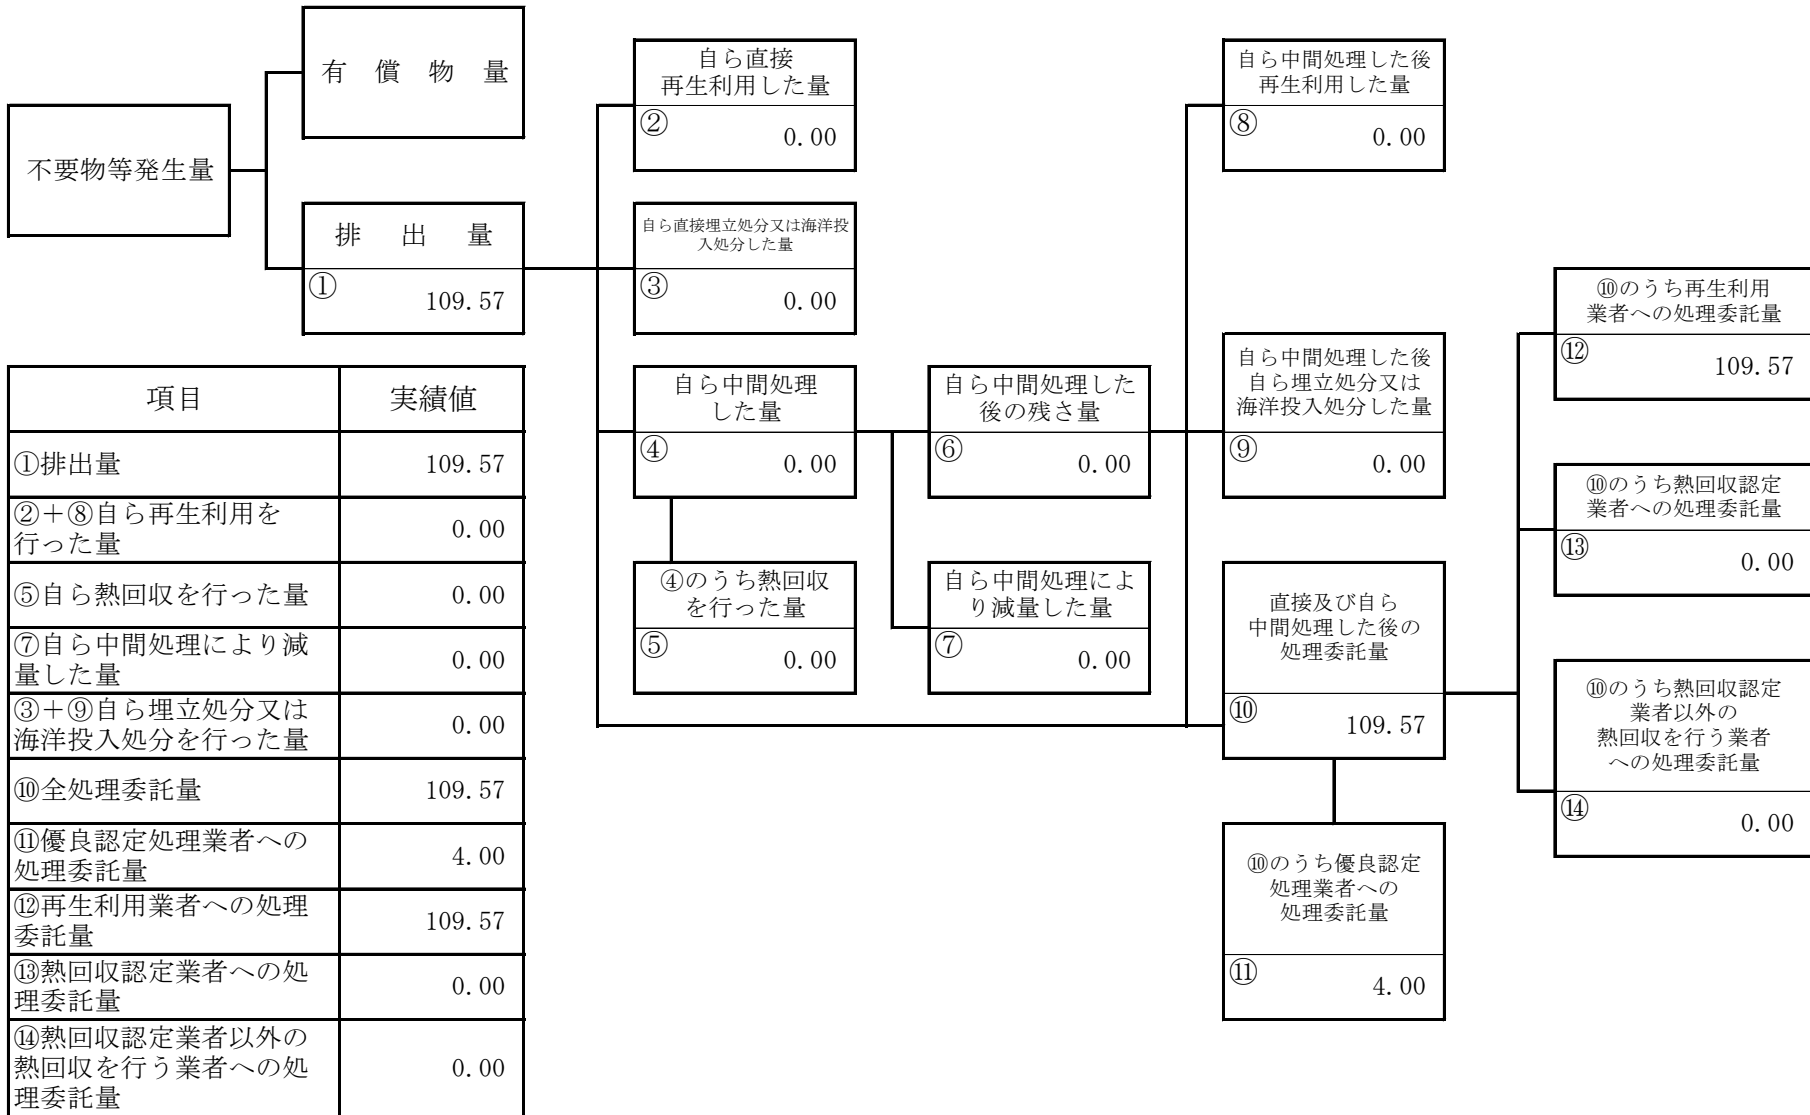 有償物量
不要物等発生量
排出量
①
109.57
自ら直接
再生利用した量
②
0.00
自ら直接埋立処分又は海洋投
入処分した量
③
0.00
自ら中間処理
した量
④
0.00
④のうち熱回収
を行った量
⑤
0.00
自ら中間処理した
後の残さ量
⑥
0.00
自ら中間処理によ
り減量した量
⑦
0.00
自ら中間処理した後
再生利用した量
⑧
0.00
自ら中間処理した後
自ら埋立処分又は
海洋投入処分した量
⑨
0.00
直接及び自ら
中間処理した後の
処理委託量
⑩
109.57
⑩のうち優良認定
処理業者への
処理委託量
⑪
4.00
⑩のうち再生利用
業者への処理委託量
⑫
109.57
⑩のうち熱回収認定
業者への処理委託量
⑬
0.00
⑩のうち熱回収認定
業者以外の
熱回収を行う業者
への処理委託量
⑭
0.00
項目 実績値
①排出量 109.57
②+⑧自ら再生利用を
行った量 0.00
⑤自ら熱回収を行った量 0.00
⑦自ら中間処理により減
量した量 0.00
③+⑨自ら埋立処分又は
海洋投入処分を行った量 0.00
⑩全処理委託量 109.57
⑪優良認定処理業者への
処理委託量 4.00
⑫再生利用業者への処理
委託量 109.57
⑬熱回収認定業者への処
理委託量 0.00
⑭熱回収認定業者以外の
熱回収を行う業者への処
理委託量 0.00